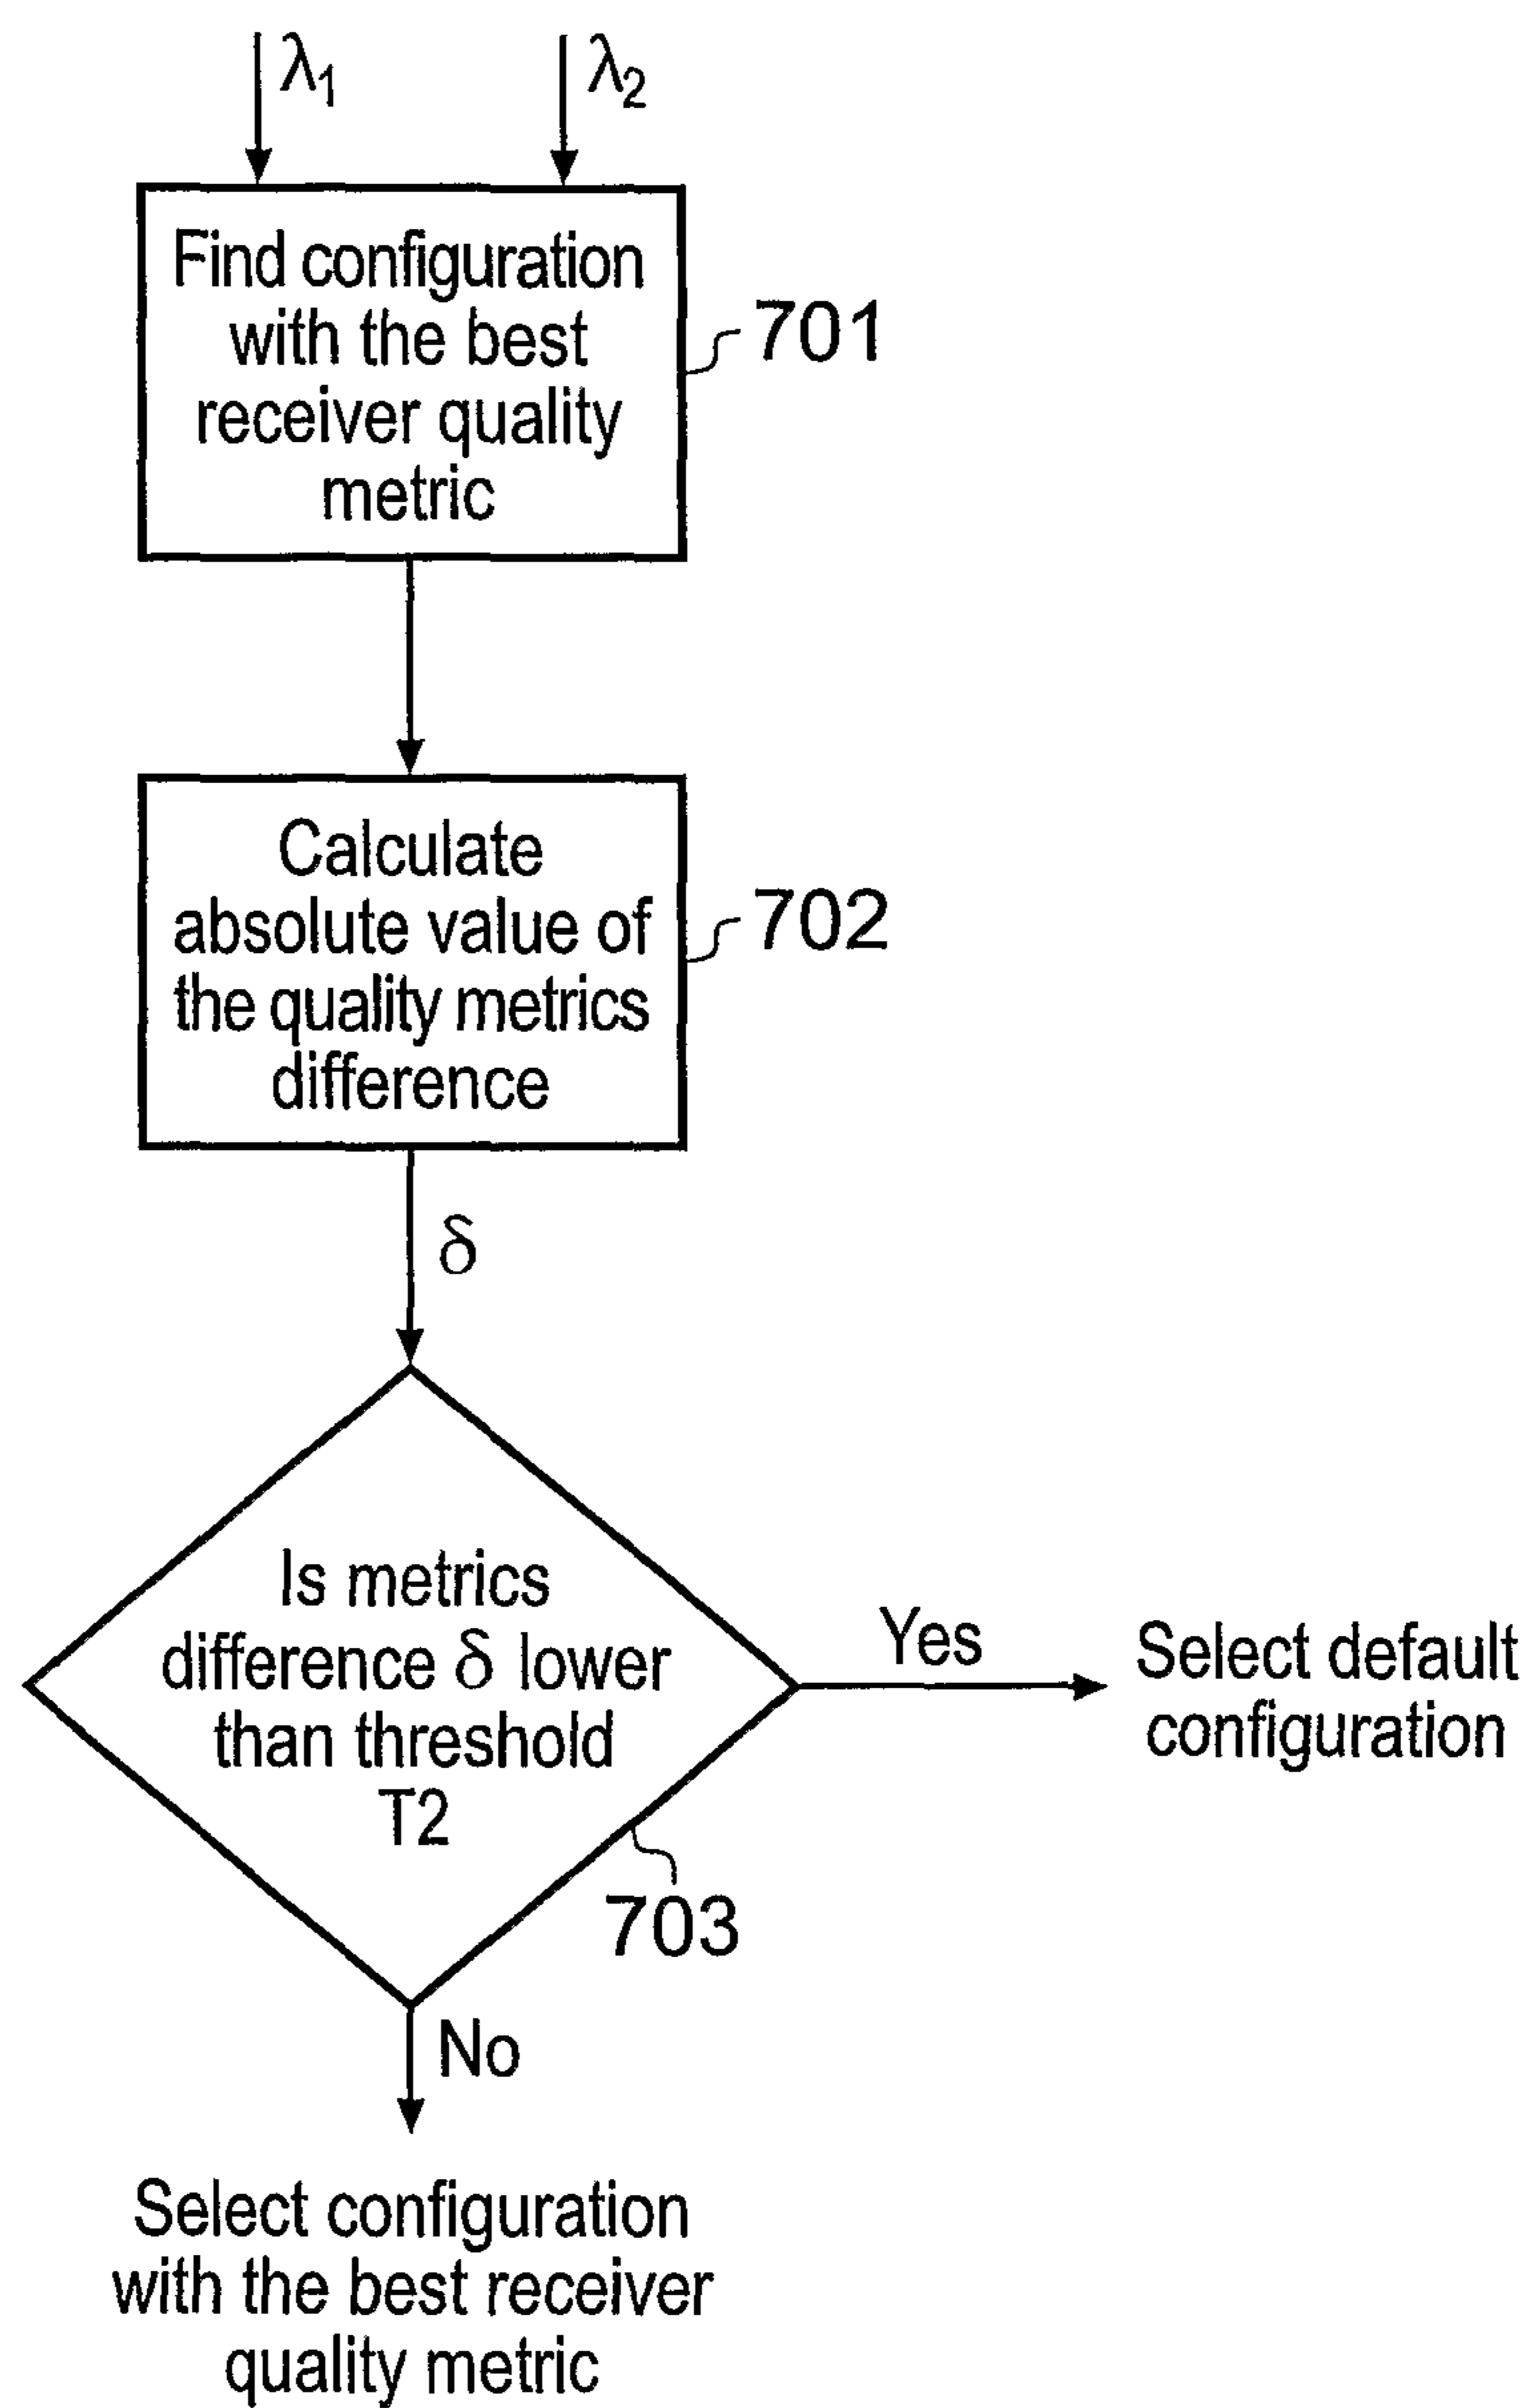 λ1 λ2
Find configuration
with the best
receiver quality
metric
701
Calculate
absolute value of
the quality metrics
difference
702
δ
Is metrics
difference δ lower
than threshold
T2
703
Yes
Select default
configuration
No
Select configuration
with the best receiver
quality metric